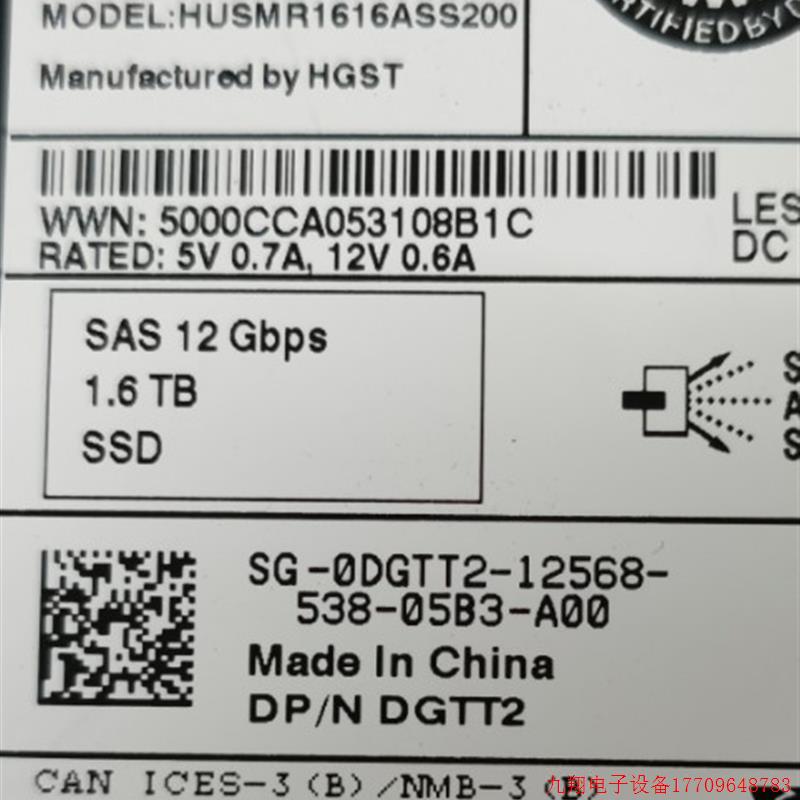 MODEL:HUSMR1616ASS200
Manufactured by HGST
WWN: 5000CCA053108B1C
RATED: 5V 0.7A, 12V 0.6A
LES
DC
SAS 12 Gbps
1.6 TB
SSD
S
A
S
SG-0DGTT2-12568-
538-05B3-A00
Made In China
DP/N DGTT2
CAN ICES-3(B)/NMB-3(B)
九翔电子设备17709648783